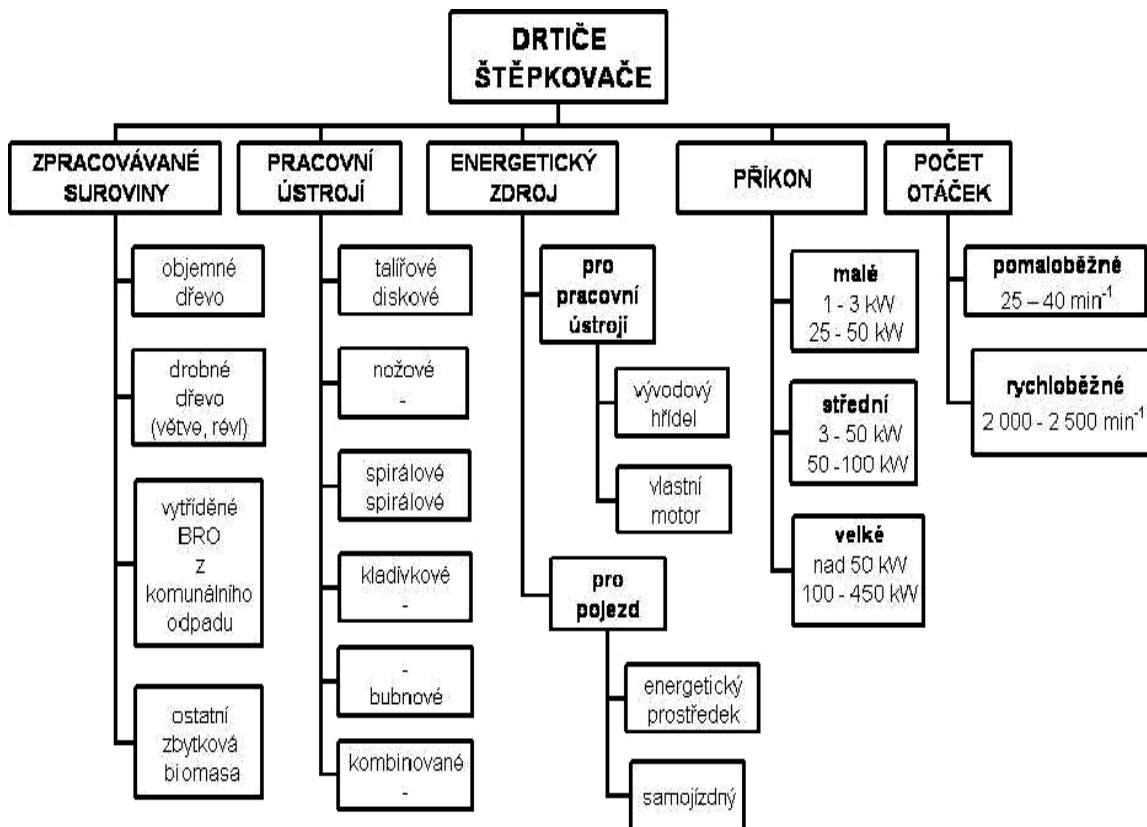 DRTIČE
ŠTĚPKOVAČE
ZPRACOVÁVANÉ
SUROVINY
objemné
dřevo
drobné
dřevo
(větve, réví)
vytříděné
BRO
z
komunálního
odpadu
ostatní
zbytková
biomasa
PRACOVNÍ
ÚSTROJÍ
talířové
diskové
nožové
-
spirálové
spirálové
kladívkové
-
-
bubnové
kombinované
-
ENERGETICKÝ
ZDROJ
pro
pracovní
ústrojí
vývodový
hřídel
vlastní
motor
pro
pojezd
energetický
prostředek
samojízdný
PŘÍKON
malé
1 - 3 kW
25 - 50 kW
střední
3 - 50 kW
50 -100 kW
velké
nad 50 kW
100 - 450 kW
POČET
OTÁČEK
pomaloběžné
25 – 40 min⁻¹
rychloběžné
2 000 - 2 500 min⁻¹